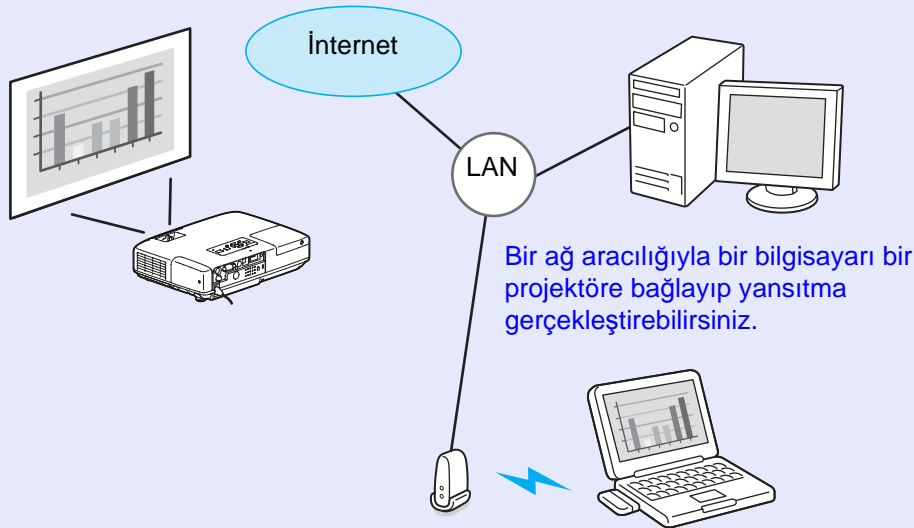 İnternet
LAN
Bir ağ aracılığıyla bir bilgisayarı bir
projektöre bağlayıp yansıtma
gerçekleştirebilirsiniz.